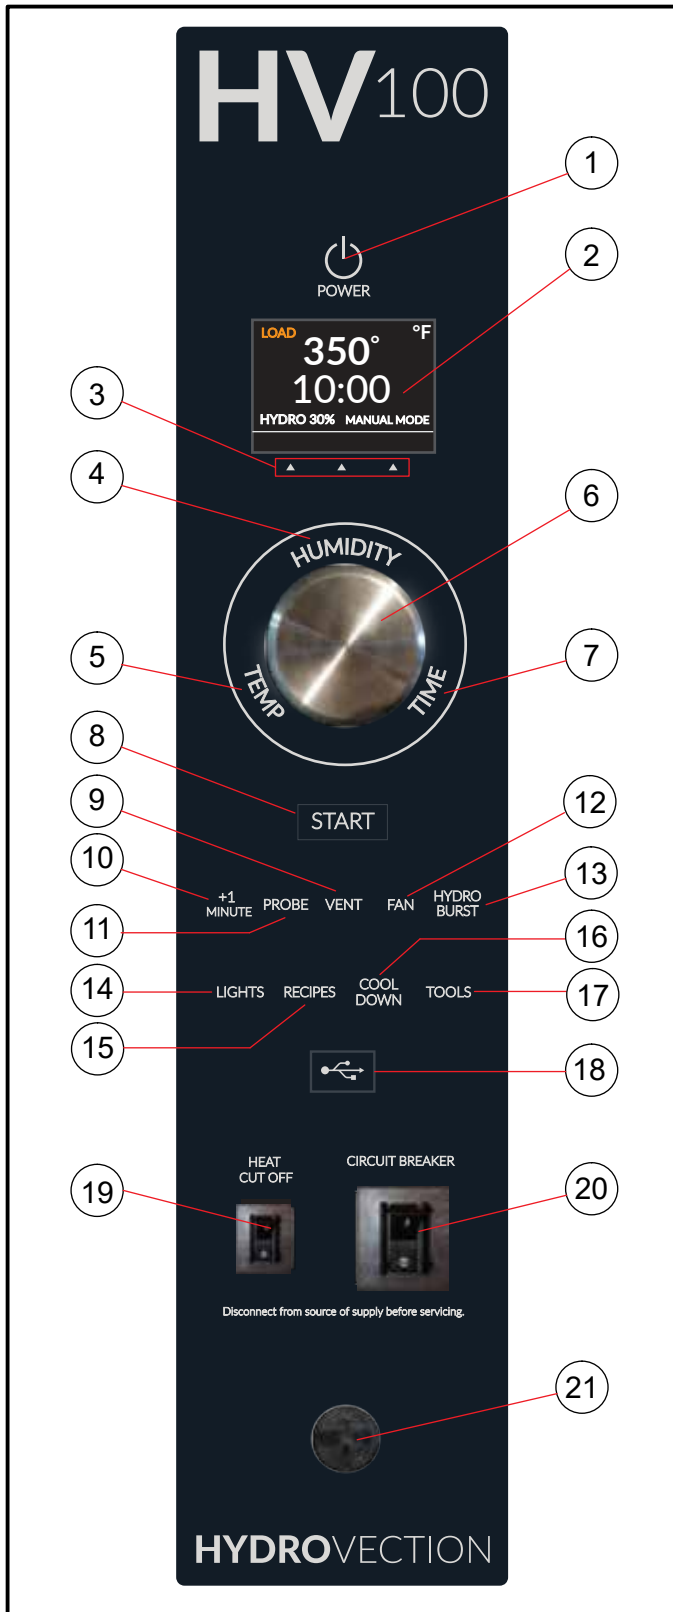 HV100
1
POWER
2
LOAD °F
350°
10:00
HYDRO 30% MANUAL MODE
3
4
HUMIDITY
6
5
TEMP
TIME
7
8
START
9
12
10
+1
MINUTE
PROBE
VENT
FAN
HYDRO
BURST
13
11
16
14
LIGHTS
RECIPES
COOL
DOWN
TOOLS
17
15
18
HEAT
CUT OFF
CIRCUIT BREAKER
19
20
Disconnect from source of supply before servicing.
21
HYDROVECTION